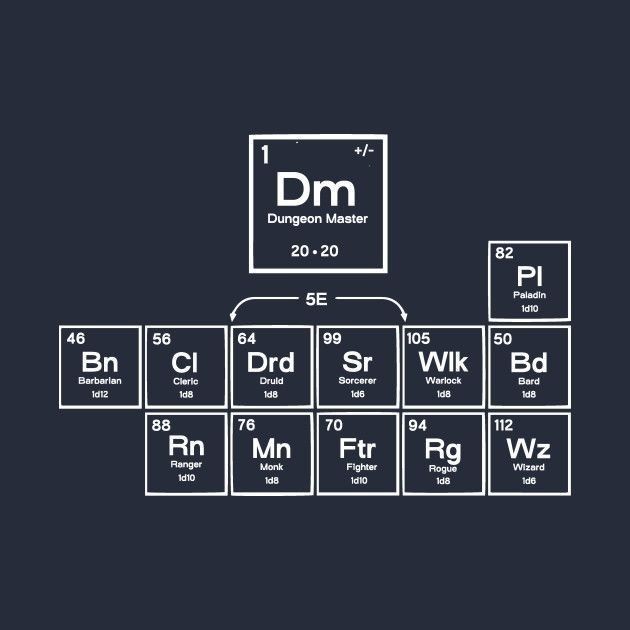 1 +/-
Dm
Dungeon Master
20 • 20
82
Pl
Paladin
1d10
5E
46
Bn
Barbarian
1d12
56
Cl
Cleric
1d8
64
Drd
Druid
1d8
99
Sr
Sorcerer
1d6
105
Wlk
Warlock
1d8
50
Bd
Bard
1d8
88
Rn
Ranger
1d10
76
Mn
Monk
1d8
70
Ftr
Fighter
1d10
94
Rg
Rogue
1d8
112
Wz
Wizard
1d6